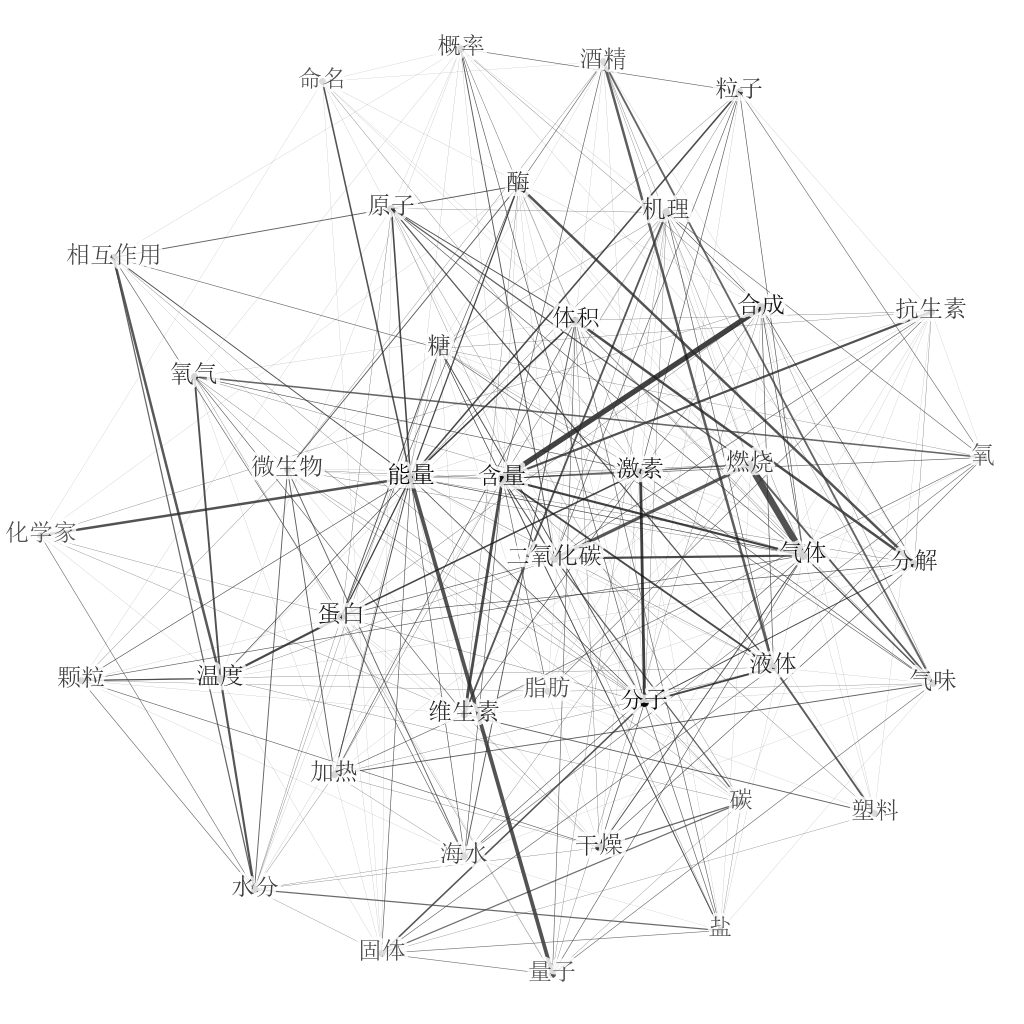 概率
酒精
命名
粒子
酶
原子
机理
相互作用
合成
抗生素
体积
糖
氧气
氧
微生物
能量
含量
激素
燃烧
化学家
二氧化碳
气体
分解
蛋白
液体
颗粒
温度
气味
脂肪
分子
维生素
加热
碳
塑料
干燥
海水
水分
盐
固体
量子